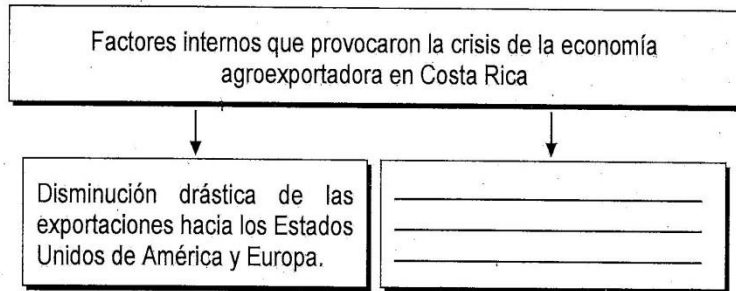 Factores internos que provocaron la crisis de la economía
agroexportadora en Costa Rica
Disminución drástica de las
exportaciones hacia los Estados
Unidos de América y Europa.